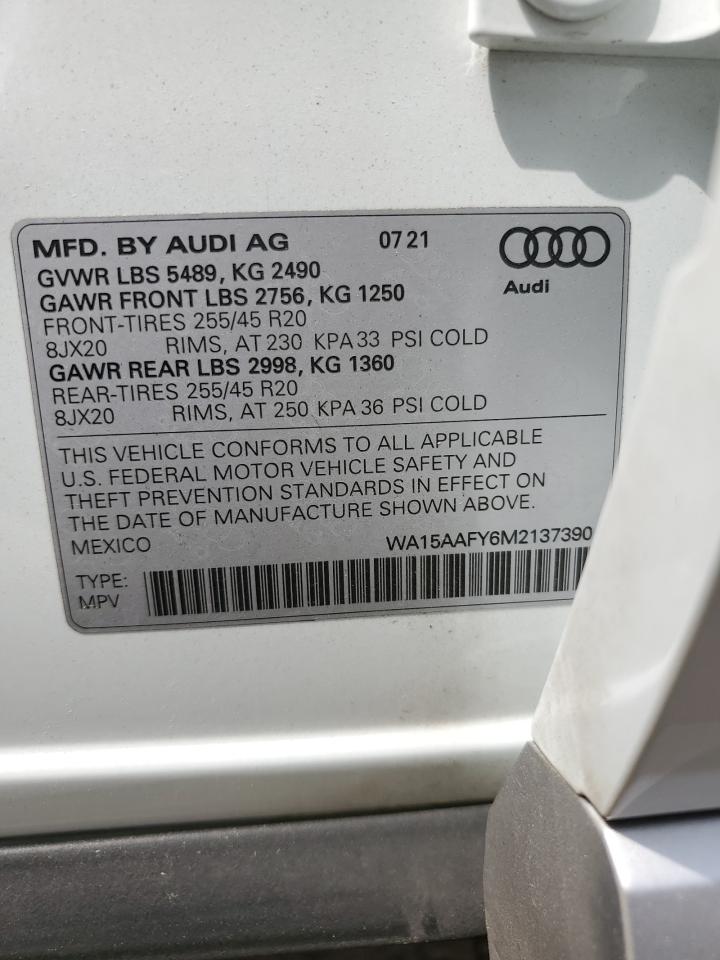 MFD. BY AUDI AG 07 21
GVWR LBS 5489, KG 2490
GAWR FRONT LBS 2756, KG 1250
Audi
FRONT-TIRES 255/45 R20
8JX20 RIMS, AT 230 KPA 33 PSI COLD
GAWR REAR LBS 2998, KG 1360
REAR-TIRES 255/45 R20
8JX20 RIMS, AT 250 KPA 36 PSI COLD
THIS VEHICLE CONFORMS TO ALL APPLICABLE
U.S. FEDERAL MOTOR VEHICLE SAFETY AND
THEFT PREVENTION STANDARDS IN EFFECT ON
THE DATE OF MANUFACTURE SHOWN ABOVE.
MEXICO WA15AAFY6M2137390
TYPE:
MPV